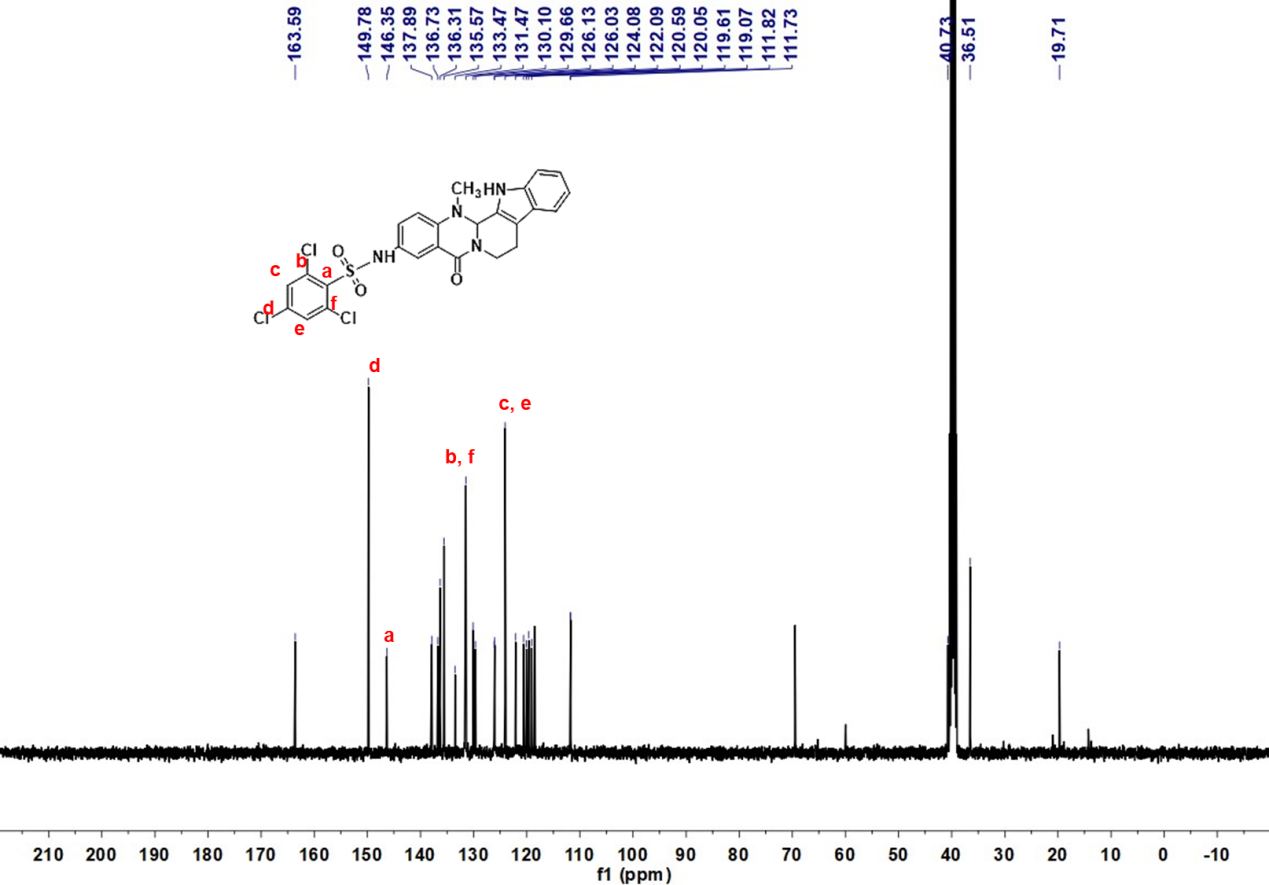 163.59
149.78
146.35
137.89
136.73
136.31
135.57
133.47
131.47
130.10
129.66
126.13
126.03
124.08
122.09
120.59
120.05
119.61
119.07
111.82
111.73
40.73
36.51
19.71
CH3
HN
N
N
O
NH
O
S
O
Cl
Cl
Cl
b
c
a
d
f
e
d
c, e
b, f
a
210 200 190 180 170 160 150 140 130 120 110 100 90 80 70 60 50 40 30 20 10 0 -10
f1 (ppm)